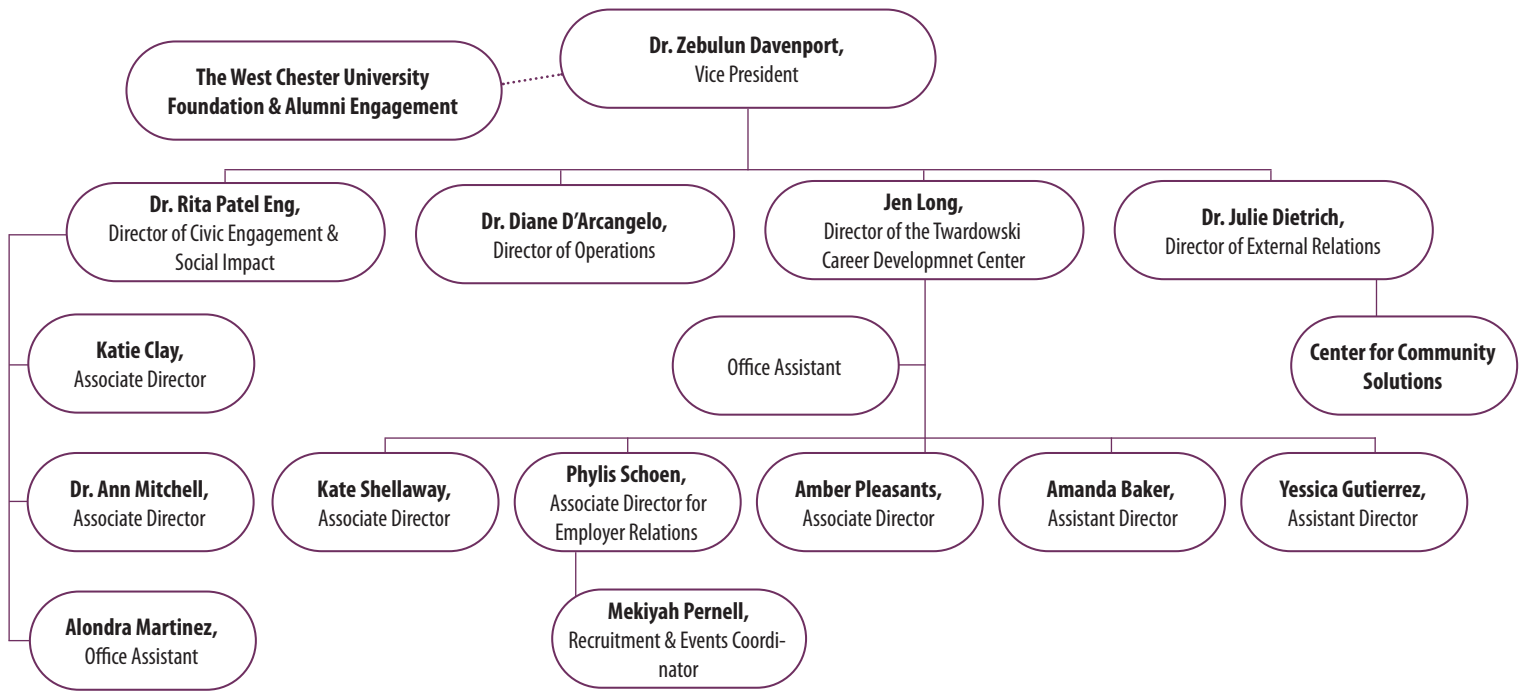 Dr. Zebulun Davenport,
Vice President
The West Chester University
Foundation & Alumni Engagement
Dr. Rita Patel Eng,
Director of Civic Engagement &
Social Impact
Dr. Diane D’Arcangelo,
Director of Operations
Jen Long,
Director of the Twardowski
Career Developmnet Center
Dr. Julie Dietrich,
Director of External Relations
Katie Clay,
Associate Director
Office Assistant
Center for Community
Solutions
Dr. Ann Mitchell,
Associate Director
Kate Shellaway,
Associate Director
Phylis Schoen,
Associate Director for
Employer Relations
Amber Pleasants,
Associate Director
Amanda Baker,
Assistant Director
Yessica Gutierrez,
Assistant Director
Alondra Martinez,
Office Assistant
Mekiyah Pernell,
Recruitment & Events Coordi-
nator